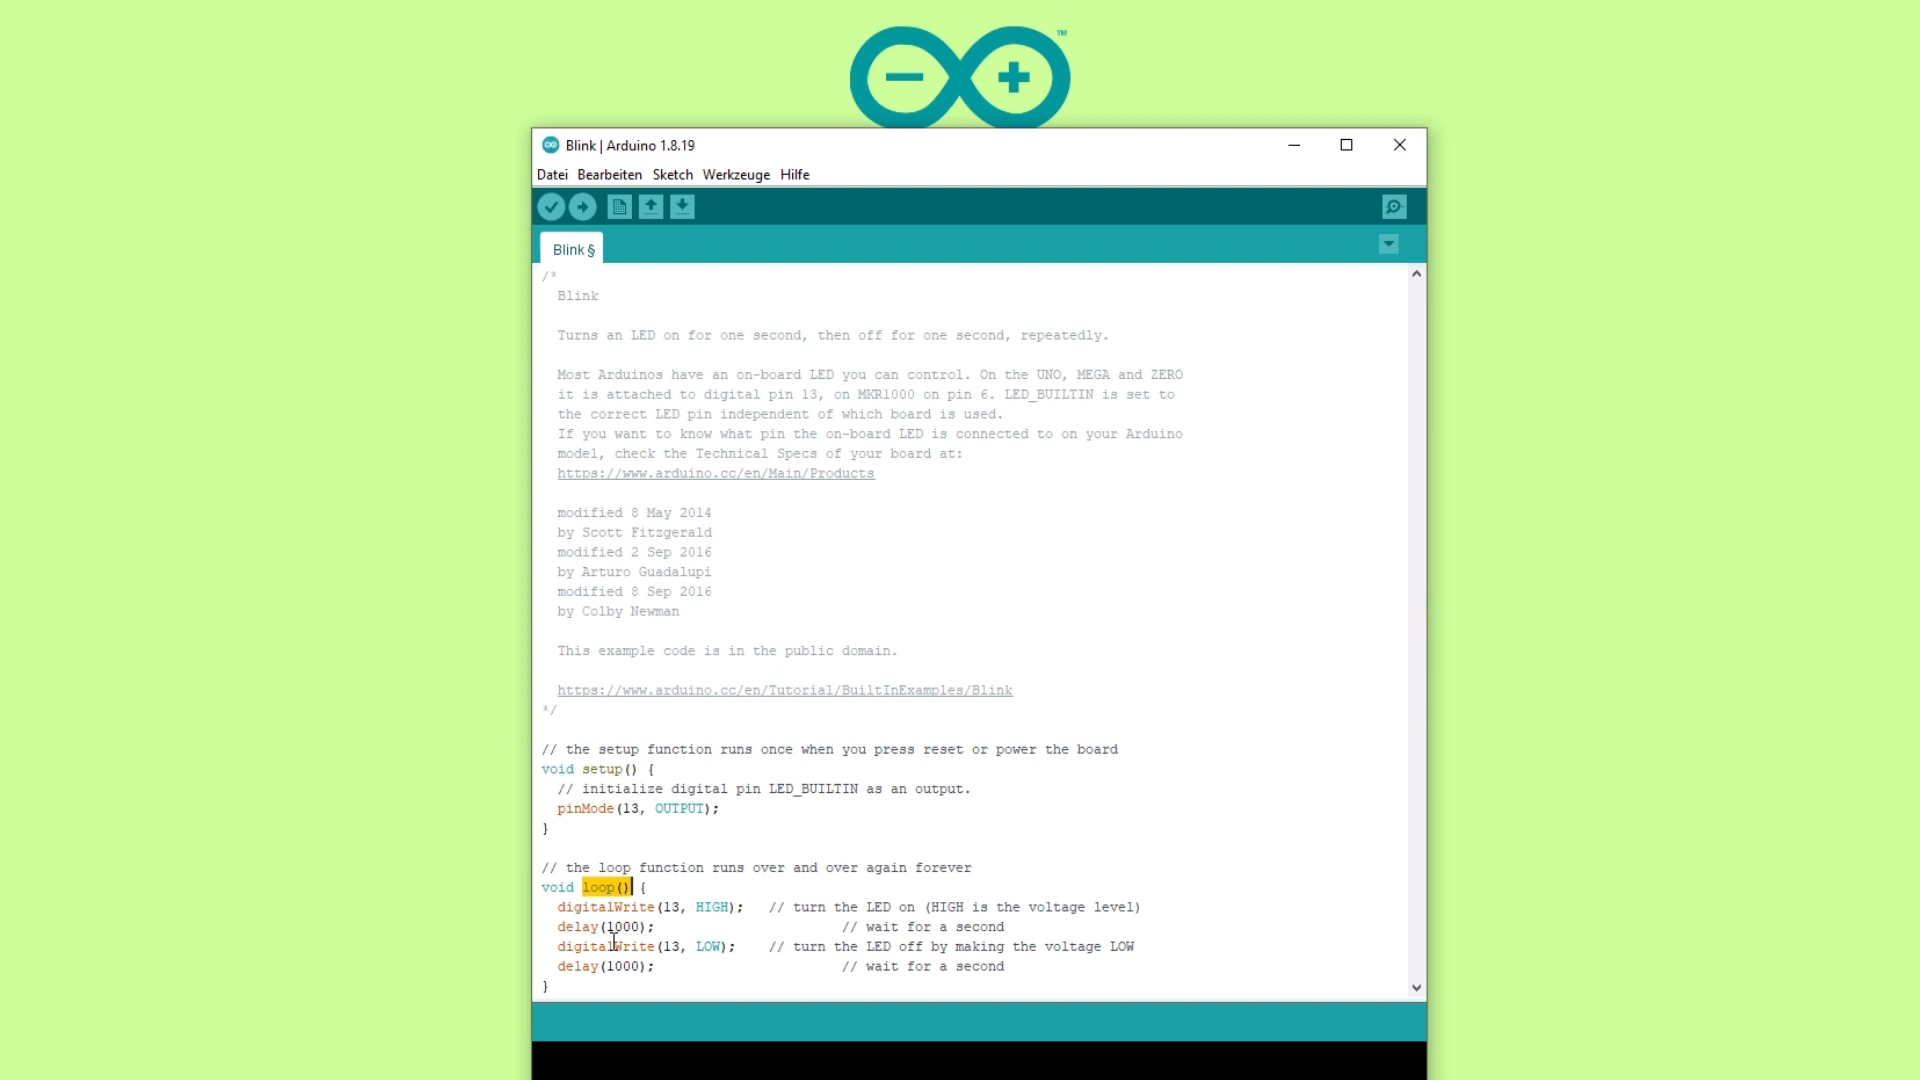 TM
Blink | Arduino 1.8.19
Datei Bearbeiten Sketch Werkzeuge Hilfe
Blink §
/*
Blink
Turns an LED on for one second, then off for one second, repeatedly.
Most Arduinos have an on-board LED you can control. On the UNO, MEGA and ZERO
it is attached to digital pin 13, on MKR1000 on pin 6. LED_BUILTIN is set to
the correct LED pin independent of which board is used.
If you want to know what pin the on-board LED is connected to on your Arduino
model, check the Technical Specs of your board at:
https://www.arduino.cc/en/Main/Products
modified 8 May 2014
by Scott Fitzgerald
modified 2 Sep 2016
by Arturo Guadalupi
modified 8 Sep 2016
by Colby Newman
This example code is in the public domain.
https://www.arduino.cc/en/Tutorial/BuiltInExamples/Blink
*/
// the setup function runs once when you press reset or power the board
void setup() {
// initialize digital pin LED_BUILTIN as an output.
pinMode(13, OUTPUT);
}
// the loop function runs over and over again forever
void loop() {
digitalWrite(13, HIGH);   // turn the LED on (HIGH is the voltage level)
delay(1000);                       // wait for a second
digitalWrite(13, LOW);    // turn the LED off by making the voltage LOW
delay(1000);                       // wait for a second
}